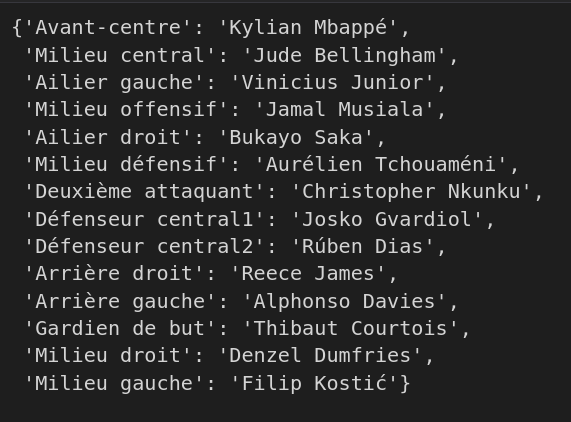 {'Avant-centre': 'Kylian Mbappé',
'Milieu central': 'Jude Bellingham',
'Ailier gauche': 'Vinicius Junior',
'Milieu offensif': 'Jamal Musiala',
'Ailier droit': 'Bukayo Saka',
'Milieu défensif': 'Aurélien Tchouaméni',
'Deuxième attaquant': 'Christopher Nkunku',
'Défenseur central1': 'Josko Gvardiol',
'Défenseur central2': 'Rúben Dias',
'Arrière droit': 'Reece James',
'Arrière gauche': 'Alphonso Davies',
'Gardien de but': 'Thibaut Courtois',
'Milieu droit': 'Denzel Dumfries',
'Milieu gauche': 'Filip Kostić'}